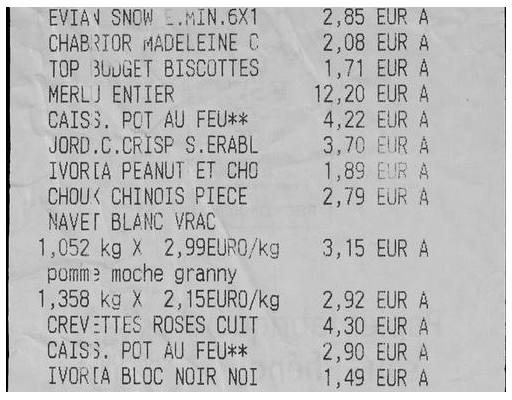 EVIAN SNOW E.MIN.6X1 2,85 EUR A
CHABRIOR MADELEINE C 2,08 EUR A
TOP BUDGET BISCOTTES 1,71 EUR A
MERLU ENTIER 12,20 EUR A
CAISS. POT AU FEU** 4,22 EUR A
JORD.C.CRISP S.ERABL 3,70 EUR A
IVORIA PEANUT ET CHO 1,89 EUR A
CHOUX CHINOIS PIECE 2,79 EUR A
NAVET BLANC VRAC
1,052 kg X 2,99EURO/kg 3,15 EUR A
pomme moche granny
1,358 kg X 2,15EURO/kg 2,92 EUR A
CREVETTES ROSES CUIT 4,30 EUR A
CAISS. POT AU FEU** 2,90 EUR A
IVORIA BLOC NOIR NOI 1,49 EUR A